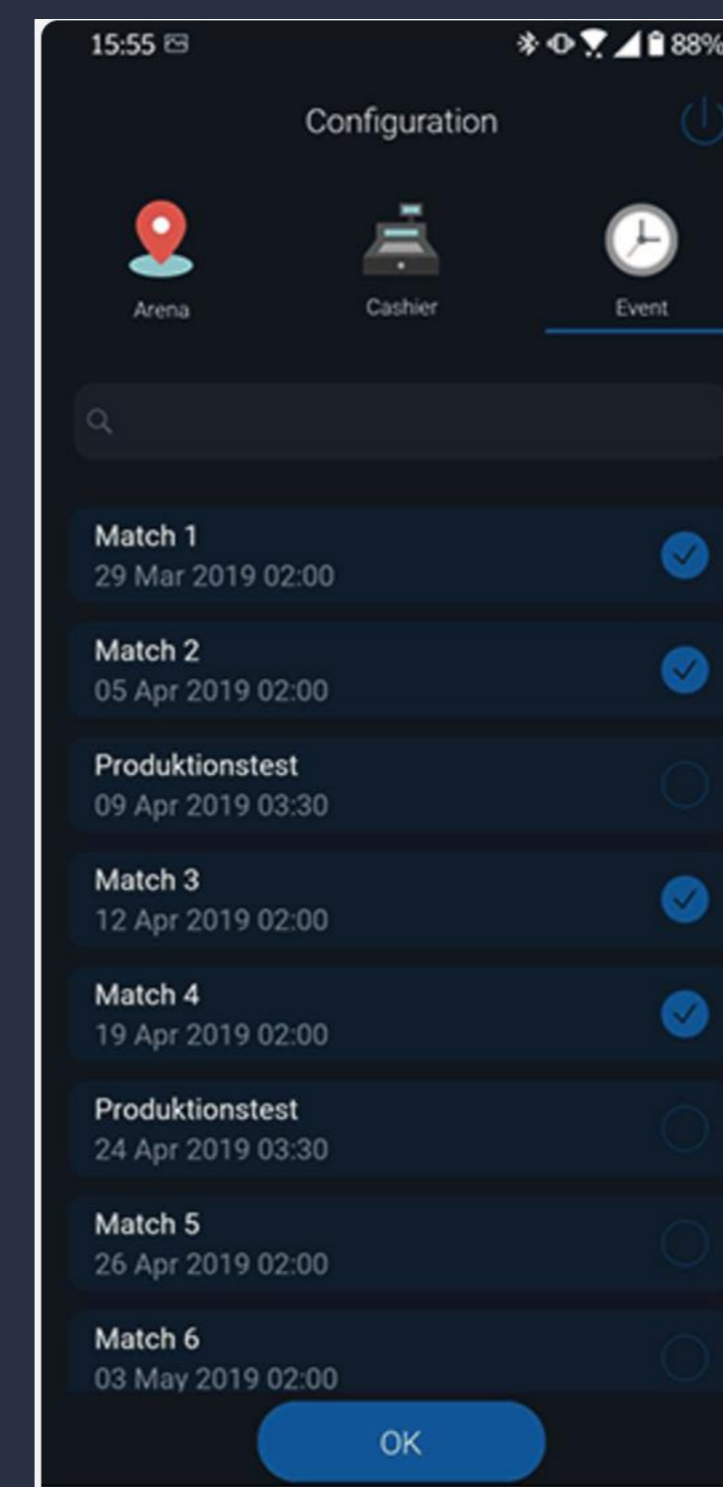 15:55 88%
Configuration
Arena Cashier Event
Match 1
29 Mar 2019 02:00
Match 2
05 Apr 2019 02:00
Produktionstest
09 Apr 2019 03:30
Match 3
12 Apr 2019 02:00
Match 4
19 Apr 2019 02:00
Produktionstest
24 Apr 2019 03:30
Match 5
26 Apr 2019 02:00
Match 6
03 May 2019 02:00
OK